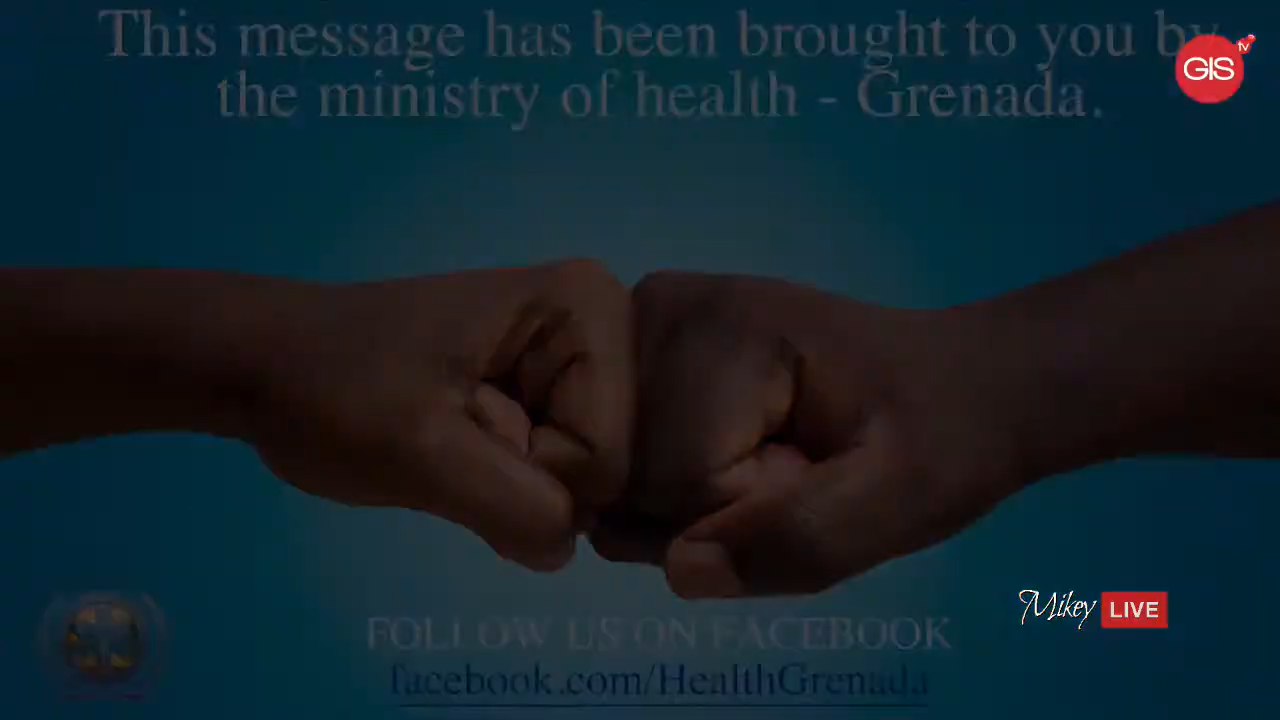 This message has been brought to you by
the ministry of health - Grenada.
GIS tv
Mikey LIVE
FOLLOW US ON FACEBOOK
facebook.com/HealthGrenada